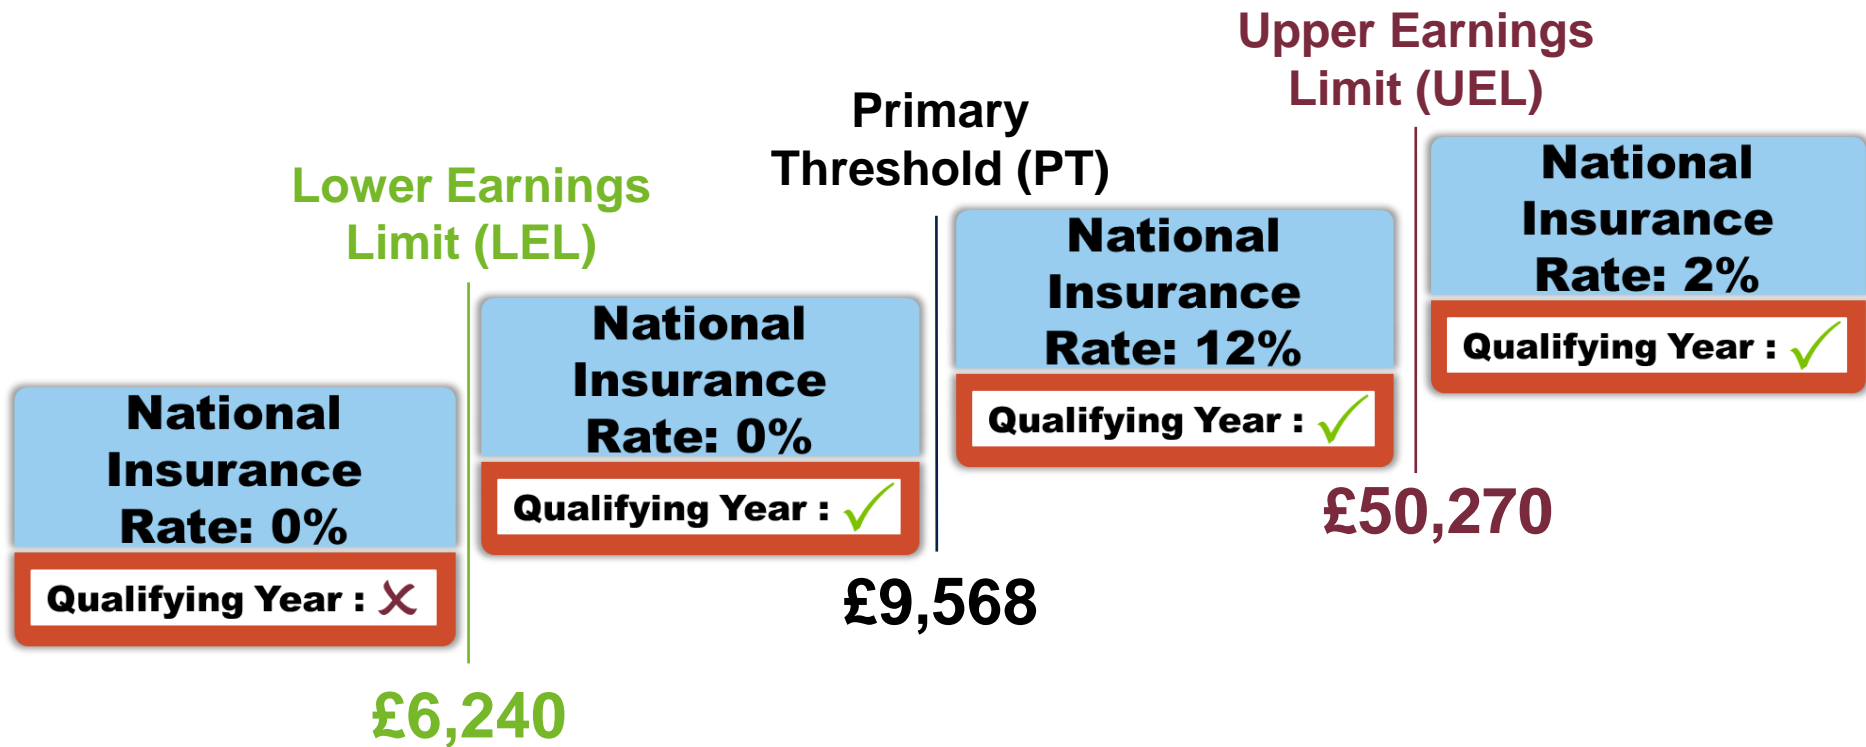 Lower Earnings
Limit (LEL)
Primary
Threshold (PT)
Upper Earnings
Limit (UEL)
National
Insurance
Rate: 0%
Qualifying Year :
£6,240
National
Insurance
Rate: 0%
Qualifying Year :
£9,568
National
Insurance
Rate: 12%
Qualifying Year :
£50,270
National
Insurance
Rate: 2%
Qualifying Year :